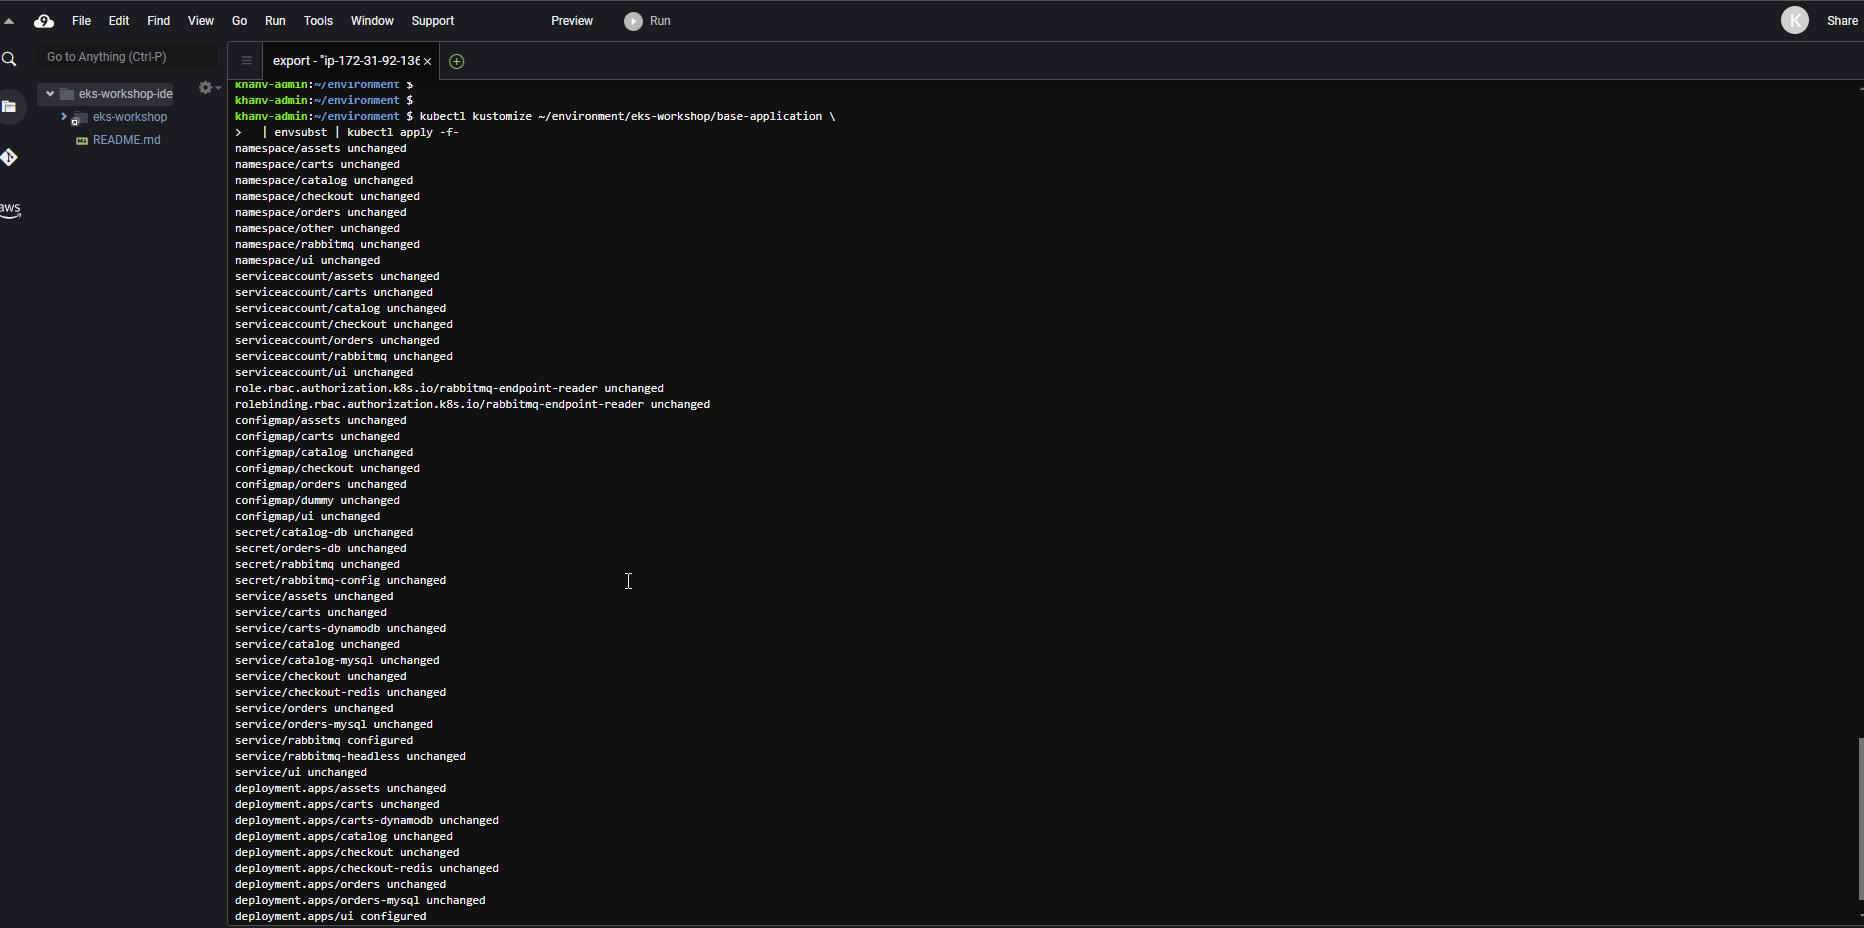 File Edit Find View Go Run Tools Window Support Preview Run K Share
Go to Anything (Ctrl-P)
export - "ip-172-31-92-136
eks-workshop-ide
eks-workshop
README.md
aws
khanv-admin:~/environment $
khanv-admin:~/environment $
khanv-admin:~/environment $ kubectl kustomize ~/environment/eks-workshop/base-application \
>   | envsubst | kubectl apply -f-
namespace/assets unchanged
namespace/carts unchanged
namespace/catalog unchanged
namespace/checkout unchanged
namespace/orders unchanged
namespace/other unchanged
namespace/rabbitmq unchanged
namespace/ui unchanged
serviceaccount/assets unchanged
serviceaccount/carts unchanged
serviceaccount/catalog unchanged
serviceaccount/checkout unchanged
serviceaccount/orders unchanged
serviceaccount/rabbitmq unchanged
serviceaccount/ui unchanged
role.rbac.authorization.k8s.io/rabbitmq-endpoint-reader unchanged
rolebinding.rbac.authorization.k8s.io/rabbitmq-endpoint-reader unchanged
configmap/assets unchanged
configmap/carts unchanged
configmap/catalog unchanged
configmap/checkout unchanged
configmap/orders unchanged
configmap/dummy unchanged
configmap/ui unchanged
secret/catalog-db unchanged
secret/orders-db unchanged
secret/rabbitmq unchanged
secret/rabbitmq-config unchanged
service/assets unchanged
service/carts unchanged
service/carts-dynamodb unchanged
service/catalog unchanged
service/catalog-mysql unchanged
service/checkout unchanged
service/checkout-redis unchanged
service/orders unchanged
service/orders-mysql unchanged
service/rabbitmq configured
service/rabbitmq-headless unchanged
service/ui unchanged
deployment.apps/assets unchanged
deployment.apps/carts unchanged
deployment.apps/carts-dynamodb unchanged
deployment.apps/catalog unchanged
deployment.apps/checkout unchanged
deployment.apps/checkout-redis unchanged
deployment.apps/orders unchanged
deployment.apps/orders-mysql unchanged
deployment.apps/ui configured